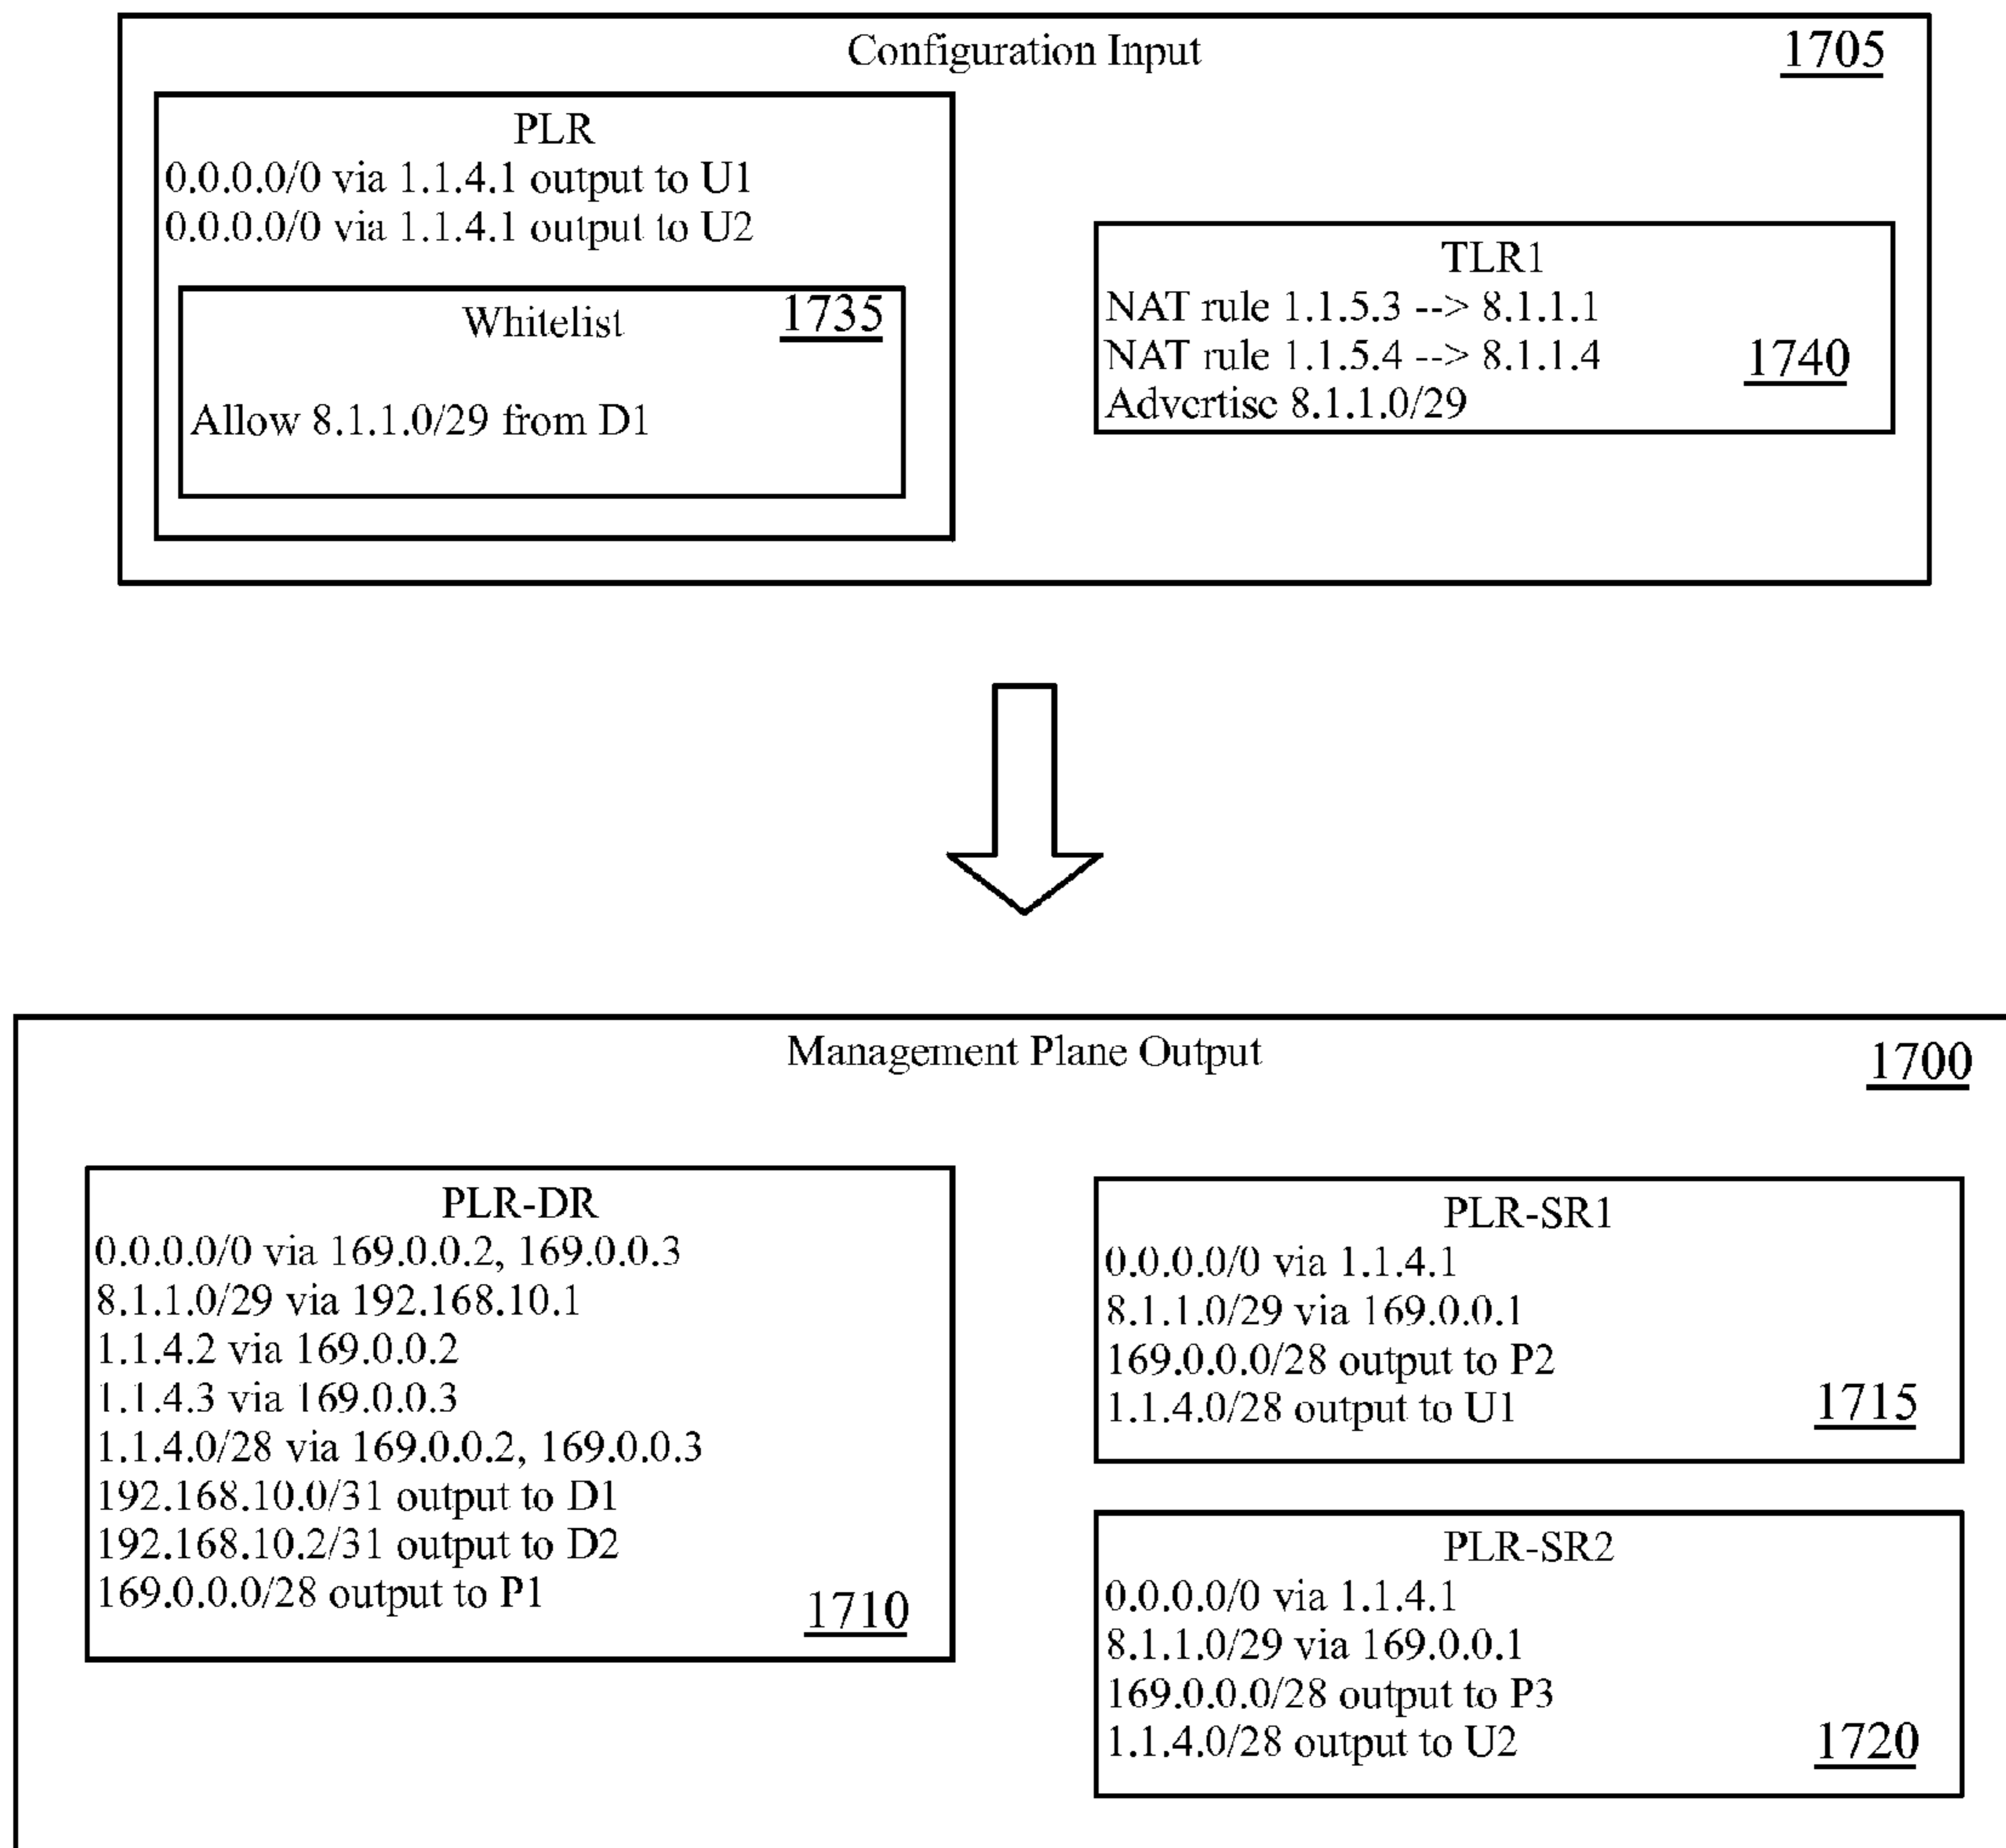 Configuration Input
1705
PLR
0.0.0.0/0 via 1.1.4.1 output to U1
0.0.0.0/0 via 1.1.4.1 output to U2
Whitelist
1735
Allow 8.1.1.0/29 from D1
TLR1
NAT rule 1.1.5.3 --> 8.1.1.1
NAT rule 1.1.5.4 --> 8.1.1.4
1740
Advertise 8.1.1.0/29
Management Plane Output
1700
PLR-DR
0.0.0.0/0 via 169.0.0.2, 169.0.0.3
8.1.1.0/29 via 192.168.10.1
1.1.4.2 via 169.0.0.2
1.1.4.3 via 169.0.0.3
1.1.4.0/28 via 169.0.0.2, 169.0.0.3
192.168.10.0/31 output to D1
192.168.10.2/31 output to D2
169.0.0.0/28 output to P1
1710
PLR-SR1
0.0.0.0/0 via 1.1.4.1
8.1.1.0/29 via 169.0.0.1
169.0.0.0/28 output to P2
1.1.4.0/28 output to U1
1715
PLR-SR2
0.0.0.0/0 via 1.1.4.1
8.1.1.0/29 via 169.0.0.1
169.0.0.0/28 output to P3
1.1.4.0/28 output to U2
1720